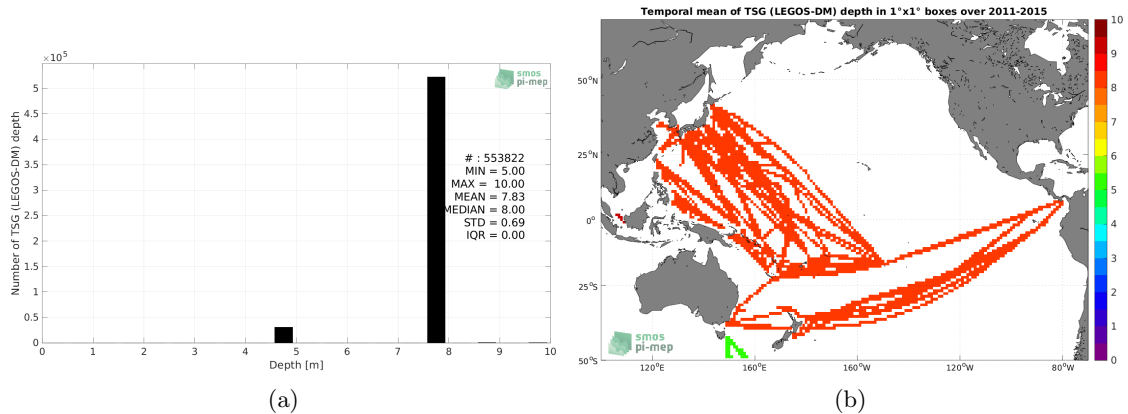 ×10⁵
5
4.5
4
3.5
3
2.5
2
1.5
1
0.5
0
Number of TSG (LEGOS-DM) depth
smos
pi-mep
# : 553822
MIN = 5.00
MAX = 10.00
MEAN = 7.83
MEDIAN = 8.00
STD = 0.69
IQR = 0.00
0 1 2 3 4 5 6 7 8 9 10
Depth [m]
(a)
Temporal mean of TSG (LEGOS-DM) depth in 1°x1° boxes over 2011-2015
50°N
25°N
0°
25°S
50°S
smos
pi-mep
120°E 160°E 160°W 120°W 80°W
10
9
8
7
6
5
4
3
2
1
0
(b)